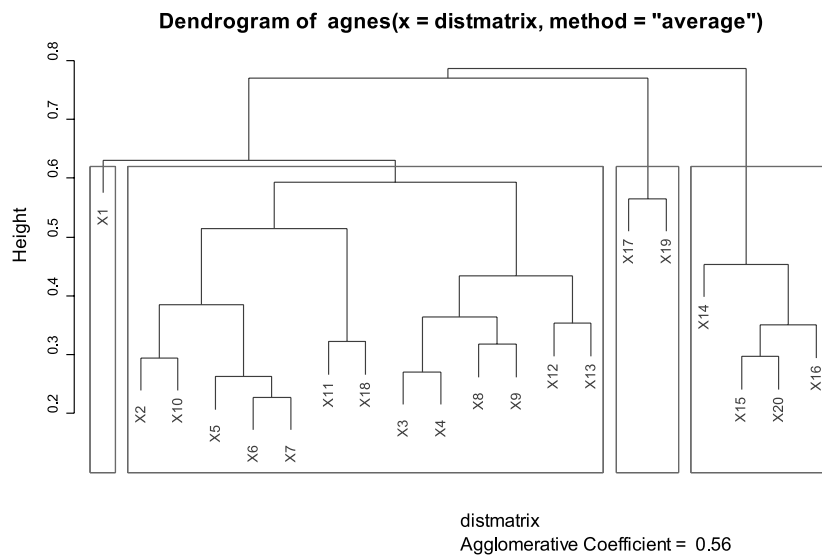 Dendrogram of agnes(x = distmatrix, method = "average")
Height
0.8
0.7
0.6
0.5
0.4
0.3
0.2
X1
X2
X10
X5
X6
X7
X11
X18
X3
X4
X8
X9
X12
X13
X17
X19
X14
X15
X20
X16
distmatrix
Agglomerative Coefficient = 0.56